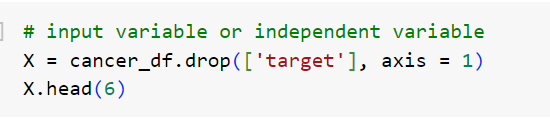 # input variable or independent variable
X = cancer_df.drop(['target'], axis = 1)
X.head(6)